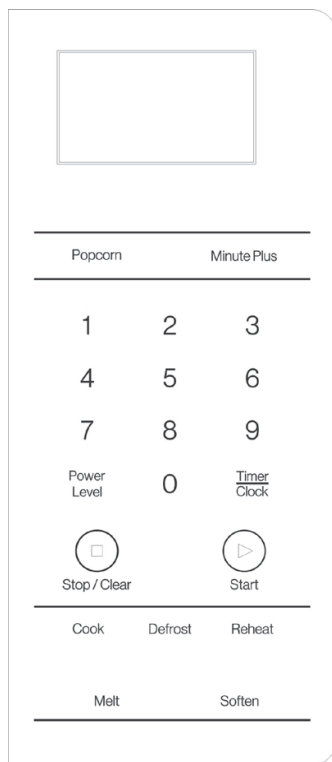 Popcorn Minute Plus
1 2 3
4 5 6
7 8 9
Power
Level 0 Timer
Clock
Stop / Clear Start
Cook Defrost Reheat
Melt Soften